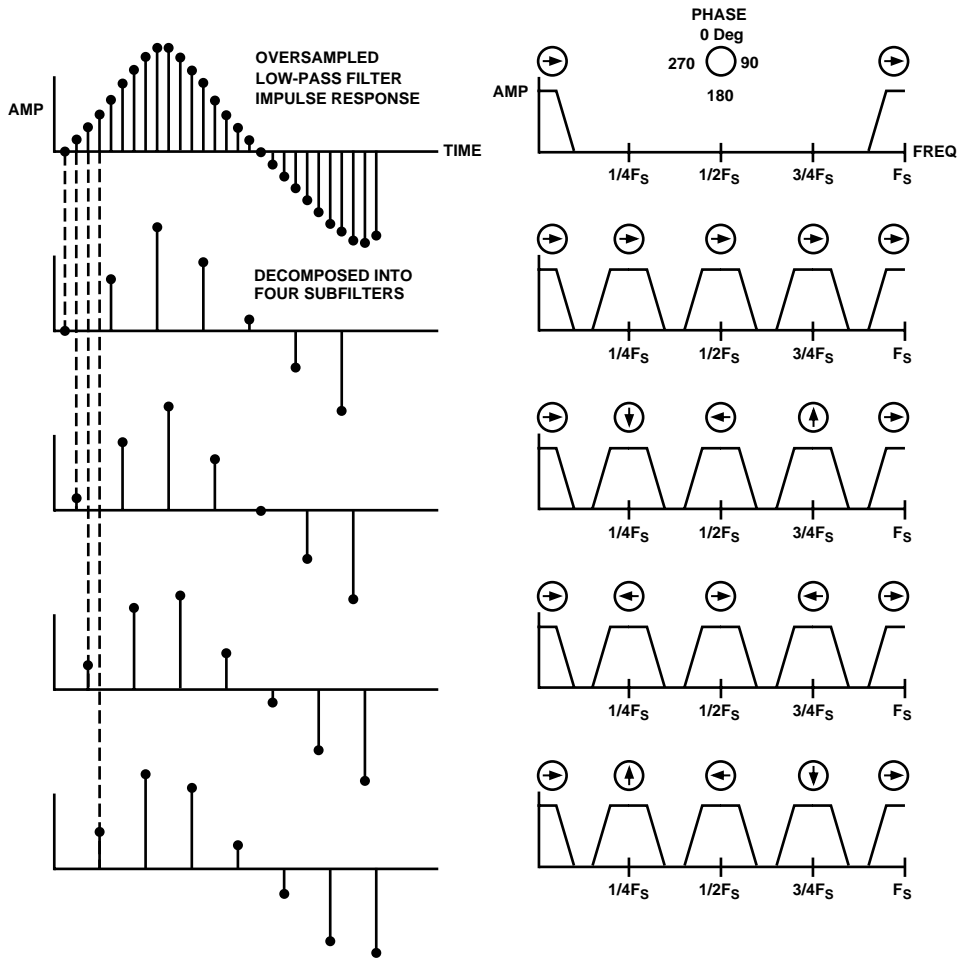 AMP
OVERSAMPLED
LOW-PASS FILTER
IMPULSE RESPONSE
TIME
DECOMPOSED INTO
FOUR SUBFILTERS
PHASE
0 Deg
270 90
180
AMP
FREQ
1/4FS 1/2FS 3/4FS FS
1/4FS 1/2FS 3/4FS FS
1/4FS 1/2FS 3/4FS FS
1/4FS 1/2FS 3/4FS FS
1/4FS 1/2FS 3/4FS FS